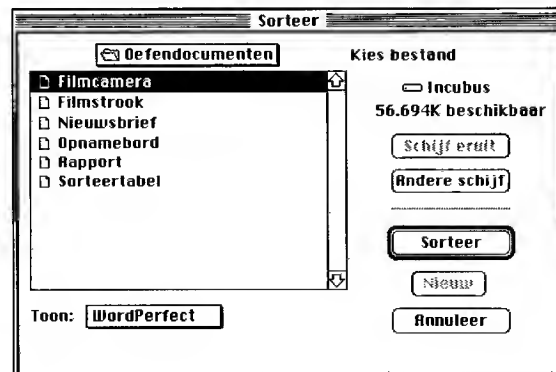 Sorteer
Oefendocumenten
Kies bestand
Filmcamera
Filmstrook
Nieuwsbrief
Opnamebord
Rapport
Sorteertabel
Incubus
56.694K beschikbaar
Schijf eruit
Andere schijf
Sorteer
Nieuw
Annuleer
Toon: WordPerfect